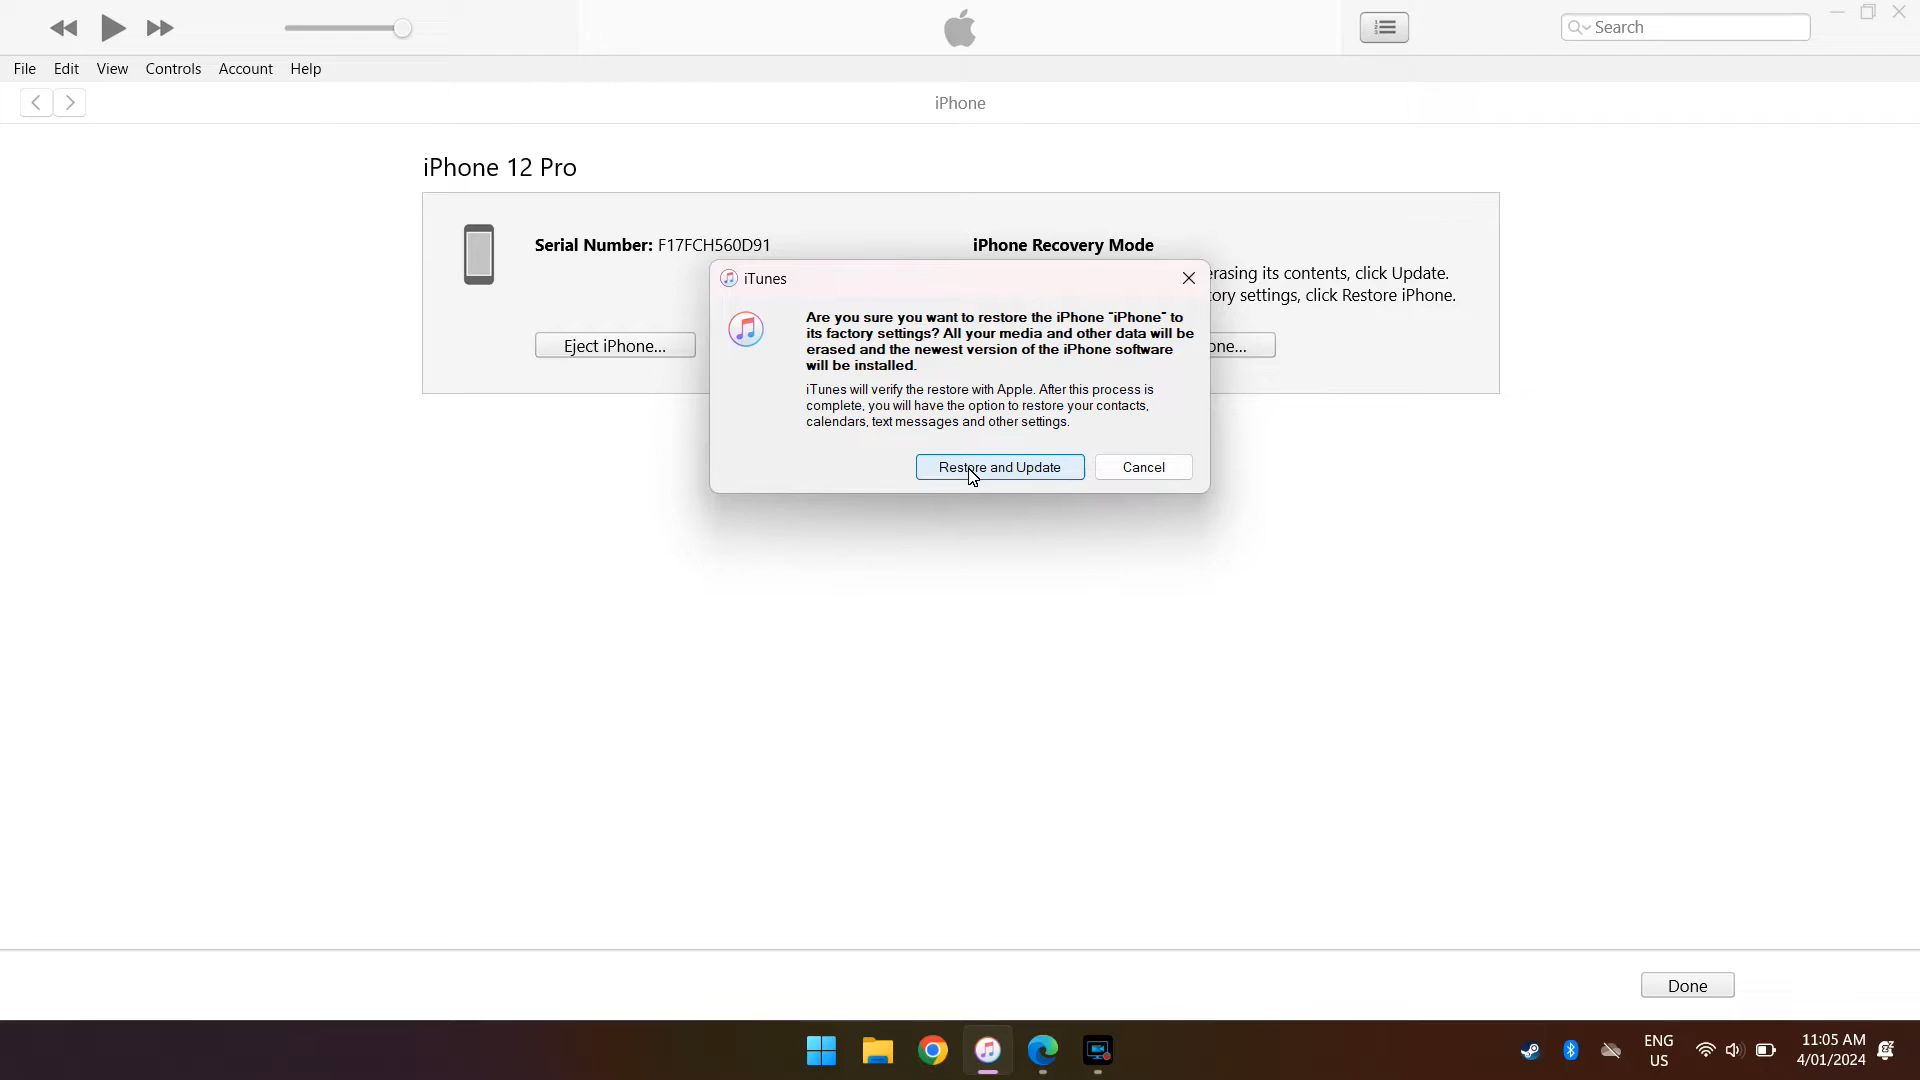 Search
File Edit View Controls Account Help
iPhone
iPhone 12 Pro
Serial Number: F17FCH560D91
iPhone Recovery Mode
erasing its contents, click Update.
tory settings, click Restore iPhone.
Eject iPhone...
one...
iTunes
Are you sure you want to restore the iPhone “iPhone” to
its factory settings? All your media and other data will be
erased and the newest version of the iPhone software
will be installed.
iTunes will verify the restore with Apple. After this process is
complete, you will have the option to restore your contacts,
calendars, text messages and other settings.
Restore and Update
Cancel
Done
ENG
US
11:05 AM
4/01/2024